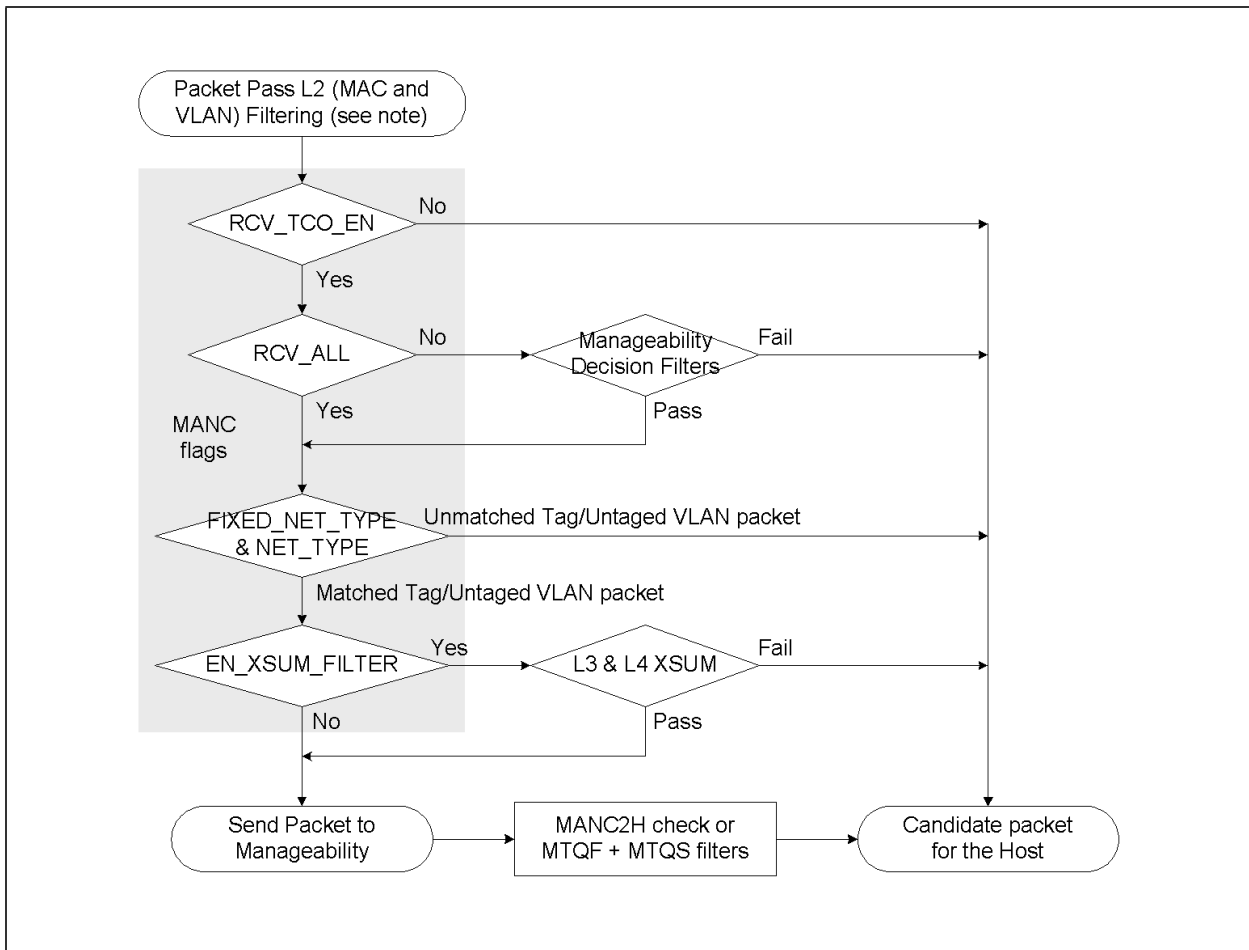 Packet Pass L2 (MAC and
VLAN) Filtering (see note)
RCV_TCO_EN
No
Yes
RCV_ALL
No
Manageability
Decision Filters
Fail
Yes
Pass
MANC
flags
FIXED_NET_TYPE
& NET_TYPE
Unmatched Tag/Untaged VLAN packet
Matched Tag/Untaged VLAN packet
EN_XSUM_FILTER
Yes
L3 & L4 XSUM
Fail
No
Pass
Send Packet to
Manageability
MANC2H check or
MTQF + MTQS filters
Candidate packet
for the Host